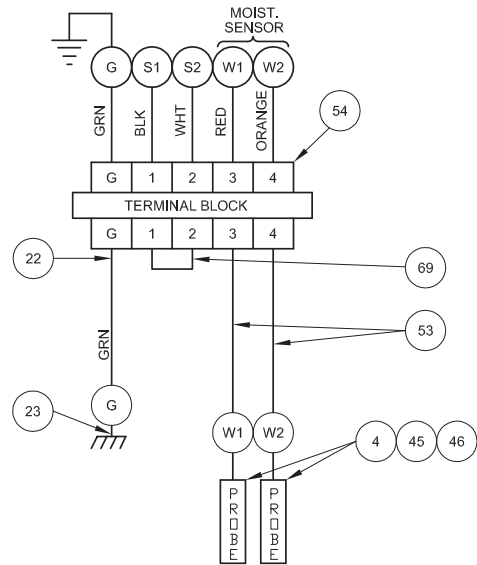 MOIST.
SENSOR
G S1 S2 W1 W2
54
GRN BLK WHT RED ORANGE
G 1 2 3 4
TERMINAL BLOCK
G 1 2 3 4
22
69
53
GRN
G
23
W1 W2
4 45 46
PROBE PROBE